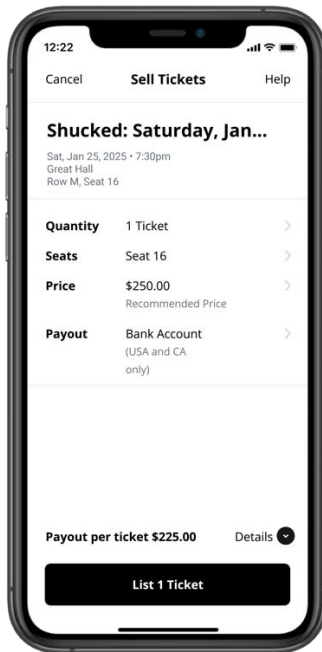 12:22
Cancel Sell Tickets Help
Shucked: Saturday, Jan...
Sat, Jan 25, 2025 • 7:30pm
Great Hall
Row M, Seat 16
Quantity 1 Ticket
Seats Seat 16
Price $250.00
Recommended Price
Payout Bank Account
(USA and CA
only)
Payout per ticket $225.00 Details
List 1 Ticket